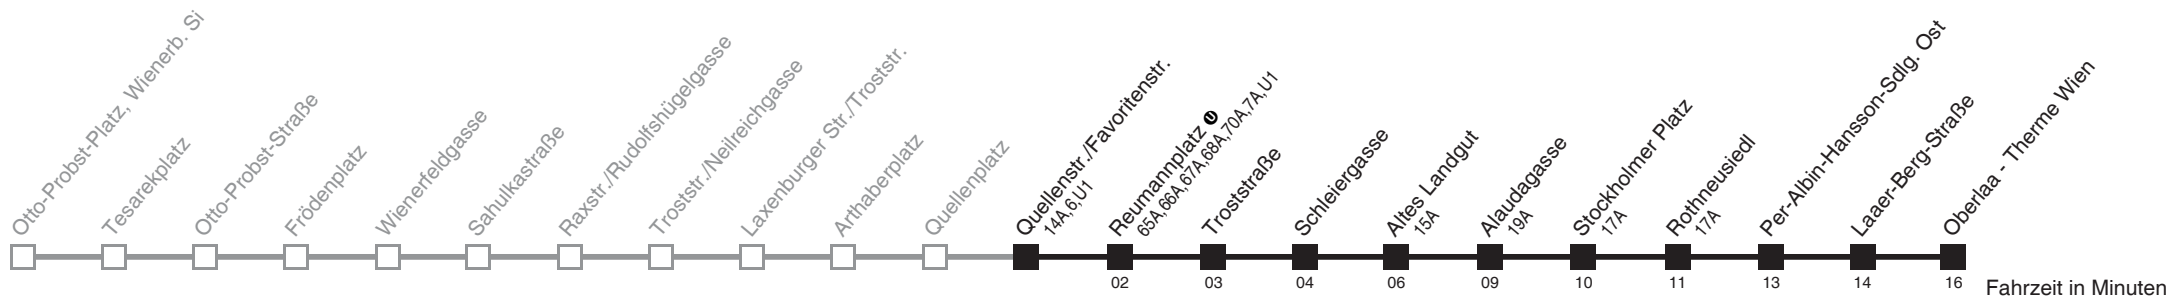 Otto-Probst-Platz, Wienerb. Si
Tesarekplatz
Otto-Probst-Straße
Frödenplatz
Wienerfeldgasse
Sahulkastraße
Raxstr./Rudolfshügelgasse
Troststr./Neilreichgasse
Laxenburger Str./Troststr.
Arthaberplatz
Quellenplatz
Quellenstr./Favoritenstr.
14A,6,U1
Reumannplatz U
65A,66A,67A,68A,70A,7A,U1
Troststraße
Schleiergasse
Altes Landgut
15A
Alaudagasse
19A
Stockholmer Platz
17A
Rothneusiedl
17A
Per-Albin-Hansson-Sdlg. Ost
Laaer-Berg-Straße
Oberlaa - Therme Wien
02 03 04 06 09 10 11 13 14 16 Fahrzeit in Minuten